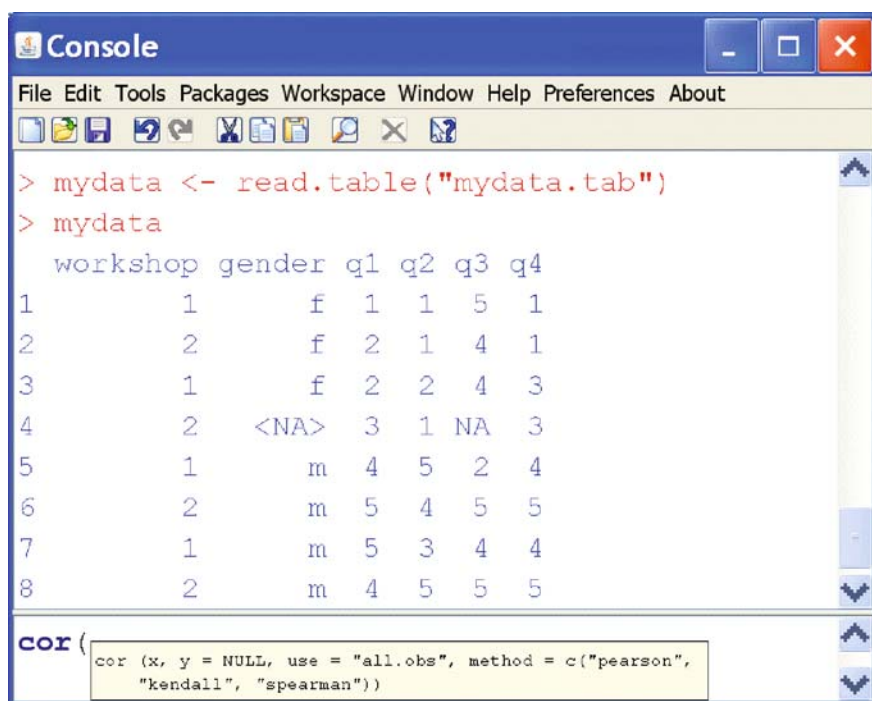 Console
File Edit Tools Packages Workspace Window Help Preferences About
> mydata <- read.table("mydata.tab")
> mydata
workshop gender q1 q2 q3 q4
1 1 f 1 1 5 1
2 2 f 2 1 4 1
3 1 f 2 2 4 3
4 2 <NA> 3 1 NA 3
5 1 m 4 5 2 4
6 2 m 5 4 5 5
7 1 m 5 3 4 4
8 2 m 4 5 5 5
cor(
cor (x, y = NULL, use = "all.obs", method = c("pearson",
"kendall", "spearman"))